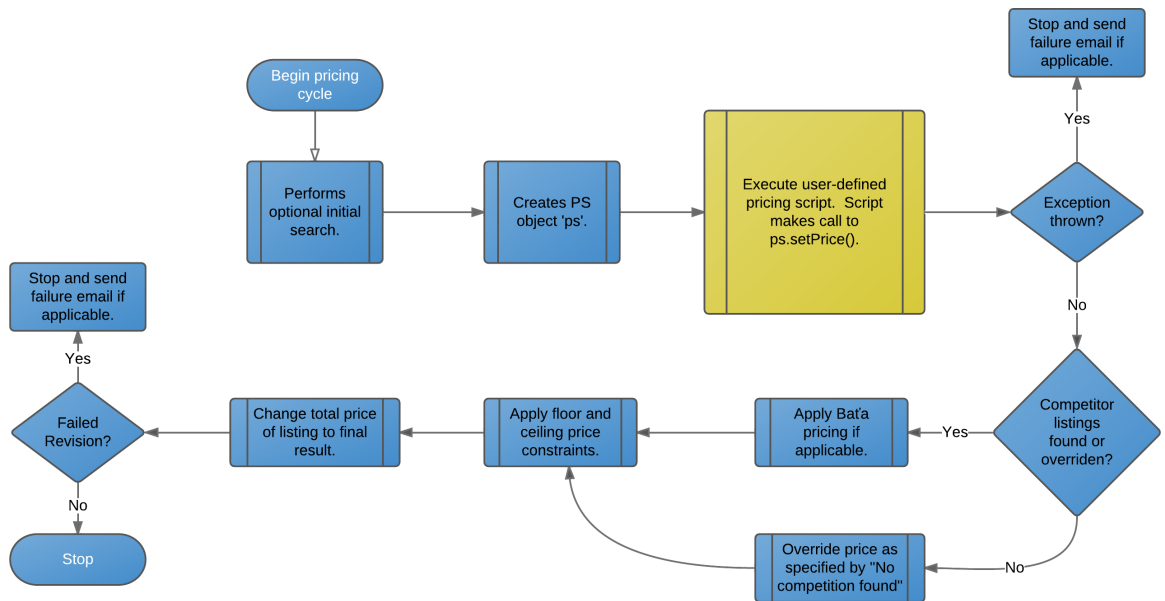 Begin pricing
cycle
Performs
optional initial
search.
Creates PS
object 'ps'.
Execute user-defined
pricing script.  Script
makes call to
ps.setPrice().
Exception
thrown?
Yes
Stop and send
failure email if
applicable.
No
Competitor
listings
found or
overriden?
Yes
Apply Baťa
pricing if
applicable.
No
Override price as
specified by "No
competition found"
Apply floor and
ceiling price
constraints.
Change total price
of listing to final
result.
Failed
Revision?
Yes
Stop and send
failure email if
applicable.
No
Stop